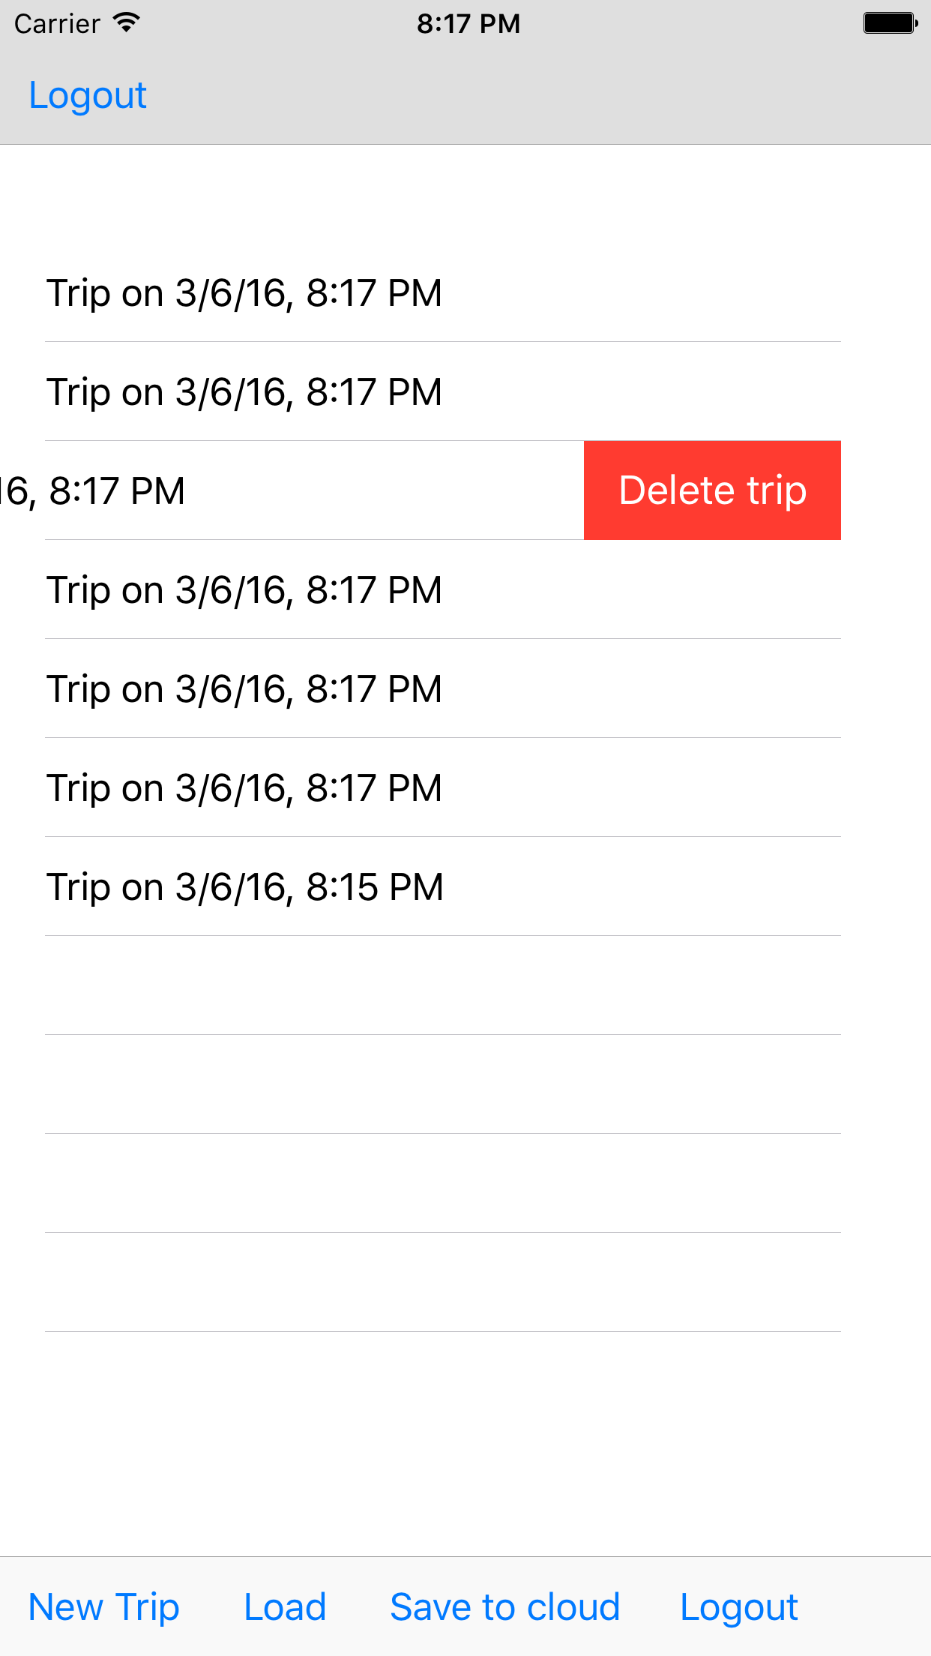 Carrier 8:17 PM
Logout
Trip on 3/6/16, 8:17 PM
Trip on 3/6/16, 8:17 PM
16, 8:17 PM Delete trip
Trip on 3/6/16, 8:17 PM
Trip on 3/6/16, 8:17 PM
Trip on 3/6/16, 8:17 PM
Trip on 3/6/16, 8:15 PM
New Trip Load Save to cloud Logout